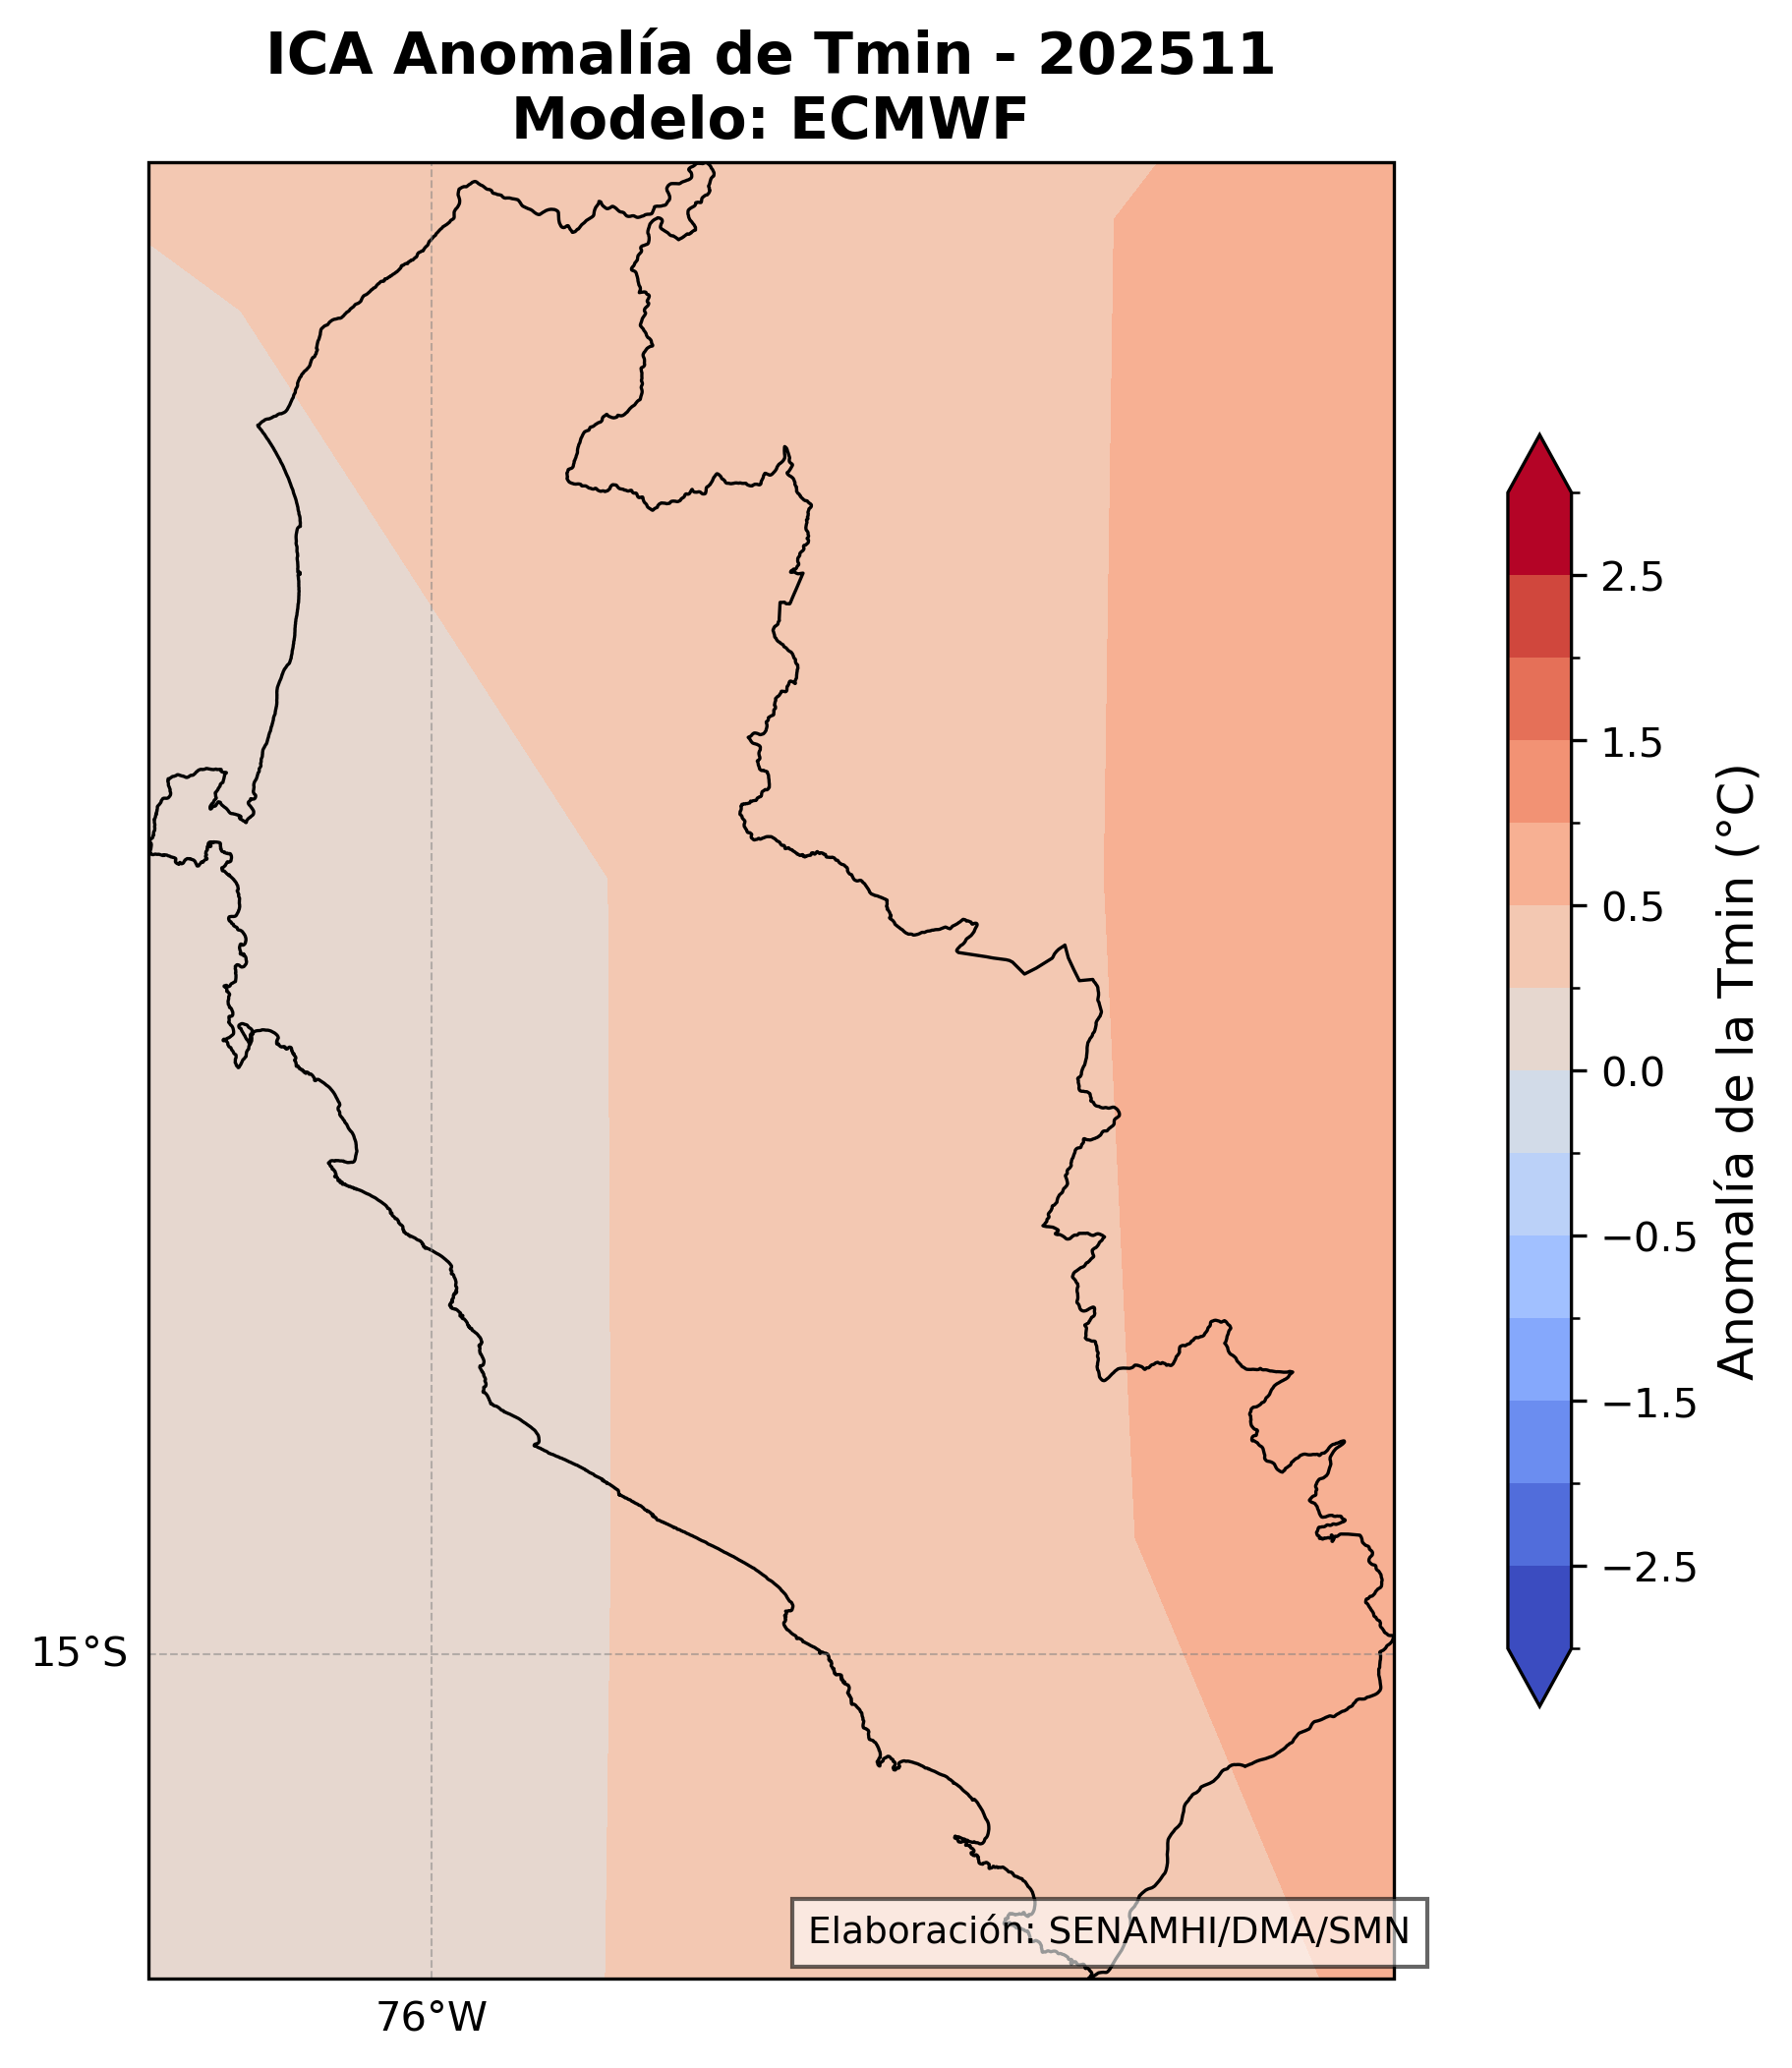 ICA Anomalía de Tmin - 202511
Modelo: ECMWF
2.5
1.5
0.5
0.0
−0.5
−1.5
−2.5
Anomalía de la Tmin (°C)
15°S
76°W
Elaboración: SENAMHI/DMA/SMN